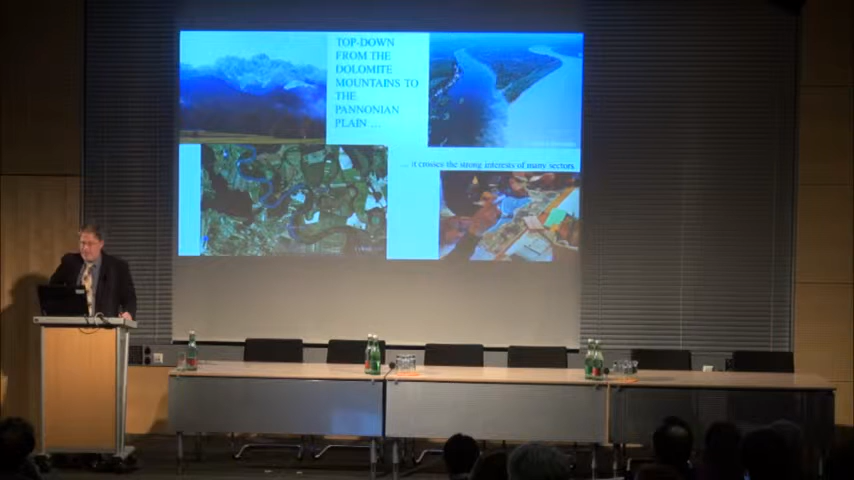 TOP-DOWN
FROM THE
DOLOMITE
MOUNTAINS TO
THE
PANNONIAN
PLAIN ...
... it crosses the strong interests of many sectors